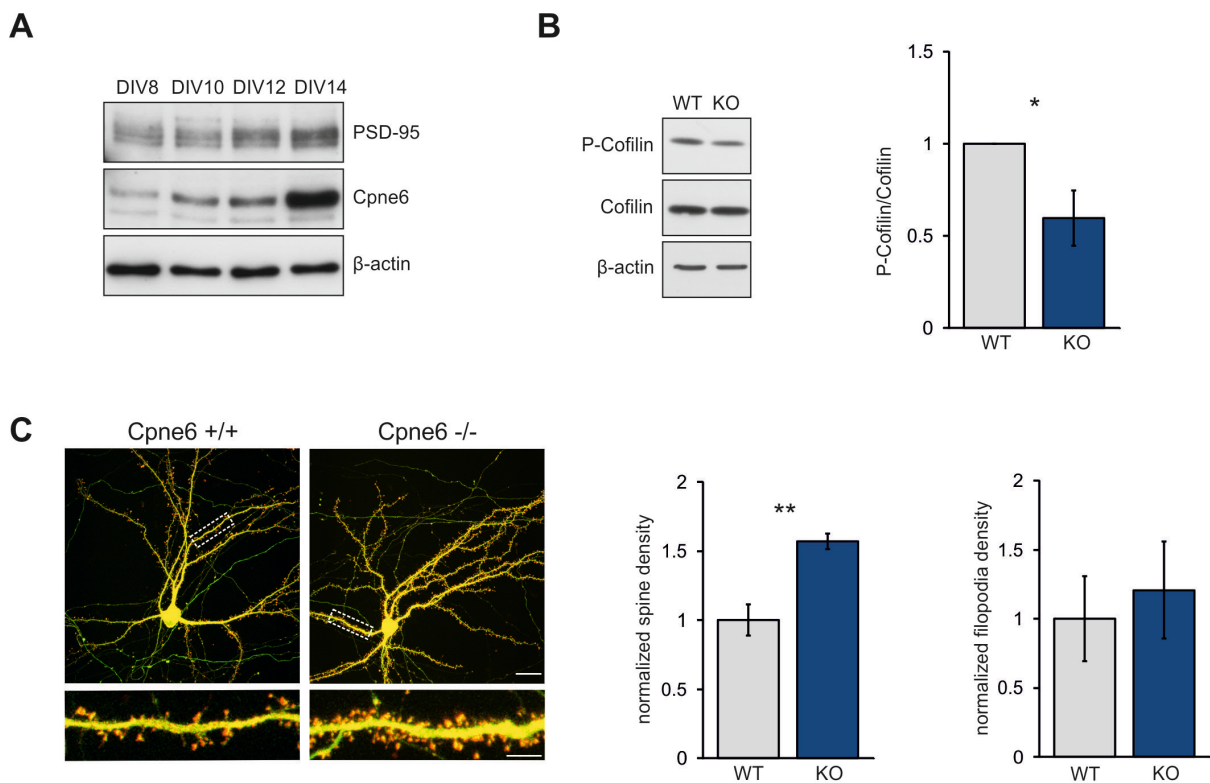 A
DIV8 DIV10 DIV12 DIV14
PSD-95
Cpne6
β-actin
B
WT KO
P-Cofilin
Cofilin
β-actin
P-Cofilin/Cofilin
1.5
1
0.5
0
*
WT KO
C
Cpne6 +/+
Cpne6 -/-
normalized spine density
2
1.5
1
0.5
0
**
WT KO
normalized filopodia density
2
1.5
1
0.5
0
WT KO